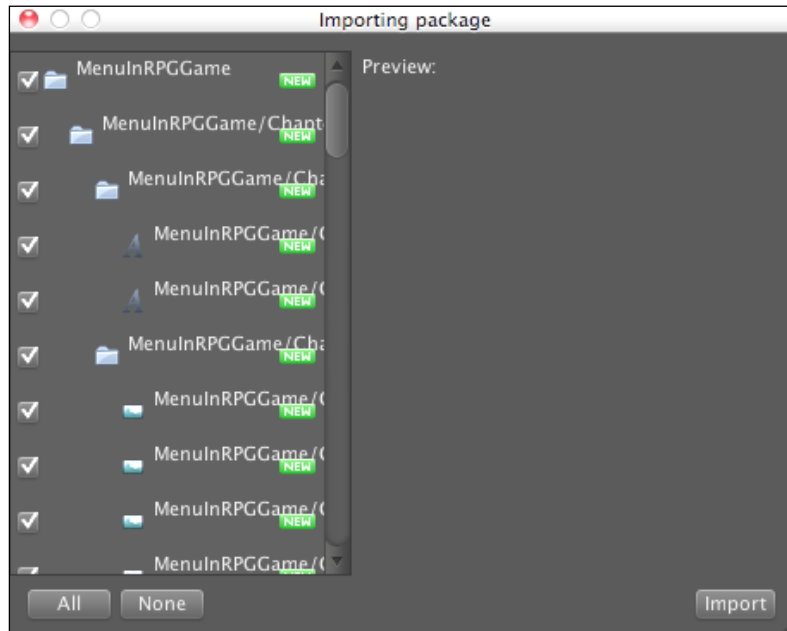 Importing package
MenuInRPGGame
NEW
Preview:
MenuInRPGGame/Chapt
NEW
MenuInRPGGame/Cha
NEW
MenuInRPGGame/C
NEW
MenuInRPGGame/C
NEW
MenuInRPGGame/Cha
NEW
MenuInRPGGame/C
NEW
MenuInRPGGame/C
NEW
MenuInRPGGame/C
NEW
MenuInRPGGame/C
All
None
Import